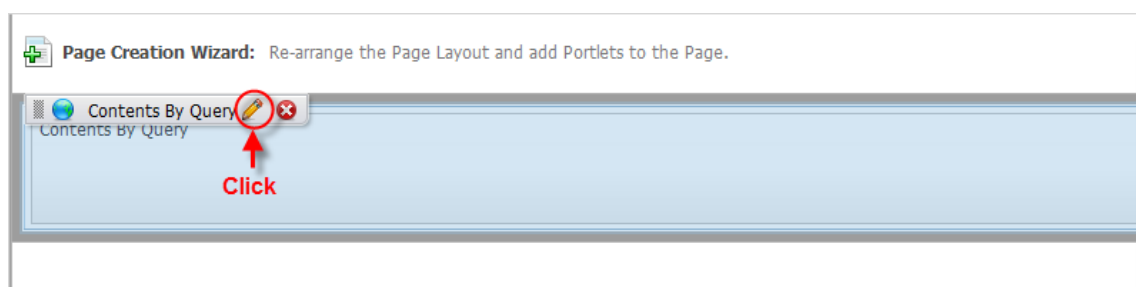 Page Creation Wizard: Re-arrange the Page Layout and add Portlets to the Page.
Contents By Query
Contents By Query
Click